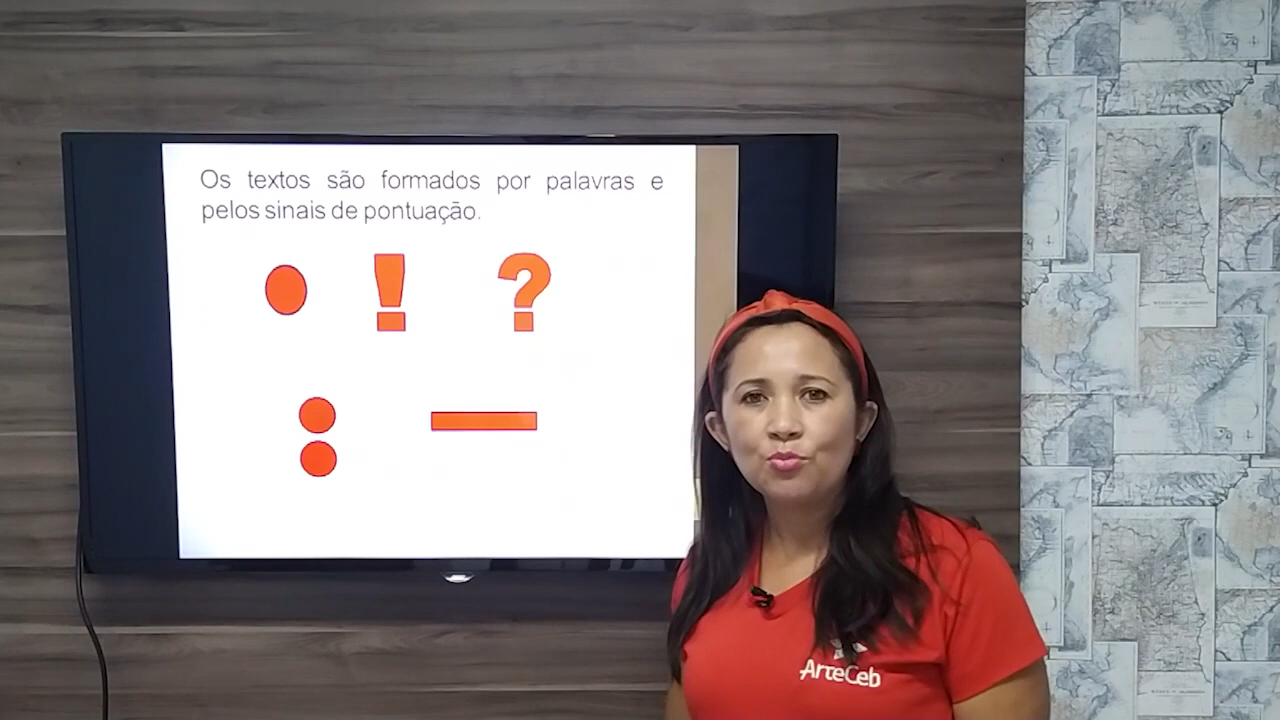 Os textos são formados por palavras e
pelos sinais de pontuação.
. ! ?
: —
ArteCeb